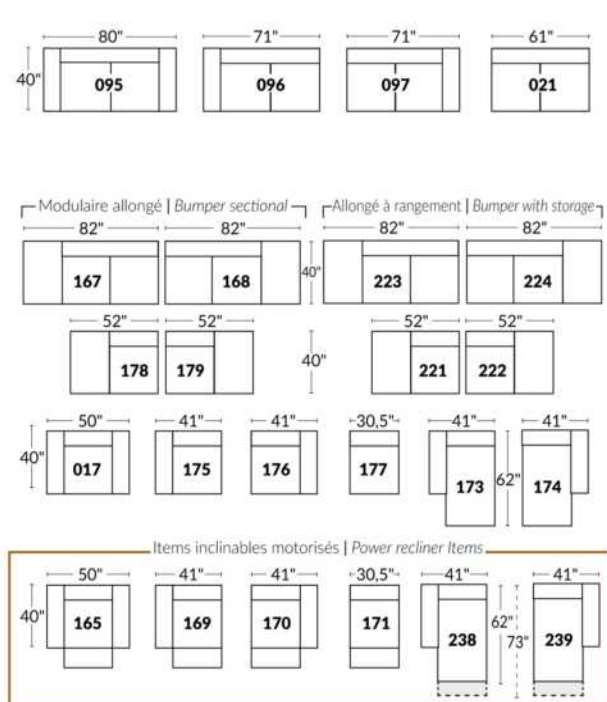 80" 71" 71" 61"
40" 095 096 097 021
Modulaire allongé | Bumper sectional Allongé à rangement | Bumper with storage
82" 82" 82" 82"
167 168 40" 223 224
52" 52" 52" 52"
178 179 40" 221 222
50" 41" 41" 30,5" 41" 41"
40" 017 175 176 177 173 62" 174
Items inclinables motorisés | Power recliner Items
50" 41" 41" 30,5" 41" 41"
40" 165 169 170 171 238 62" 73" 239